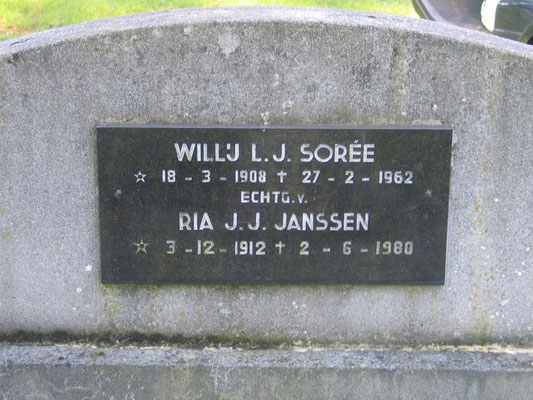 WILLIJ L.J. SORÉE
☆ 18 - 3 - 1908 † 27 - 2 - 1962
ECHTG.V.
RIA J.J. JANSSEN
☆ 3 - 12 - 1912 † 2 - 6 - 1980